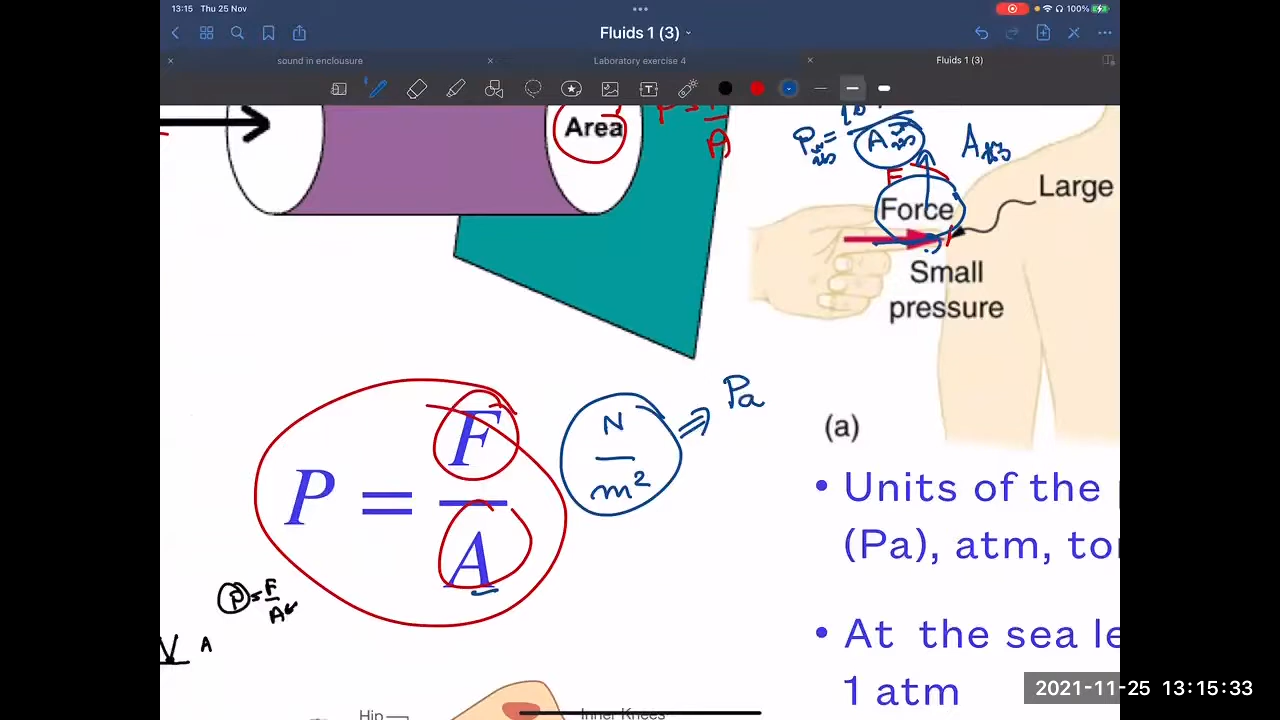 13:15 Thu 25 Nov
100%
Fluids 1 (3)
sound in enclousure
Laboratory exercise 4
Fluids 1 (3)
Area
A
P =
A
A
F
Force
Large
Small
pressure
P = F / A
N / m² ⇒ Pa
(a)
• Units of the
(Pa), atm, to
P = F / A
A
• At the sea le
1 atm
Hip
Inner Knees
2021-11-25 13:15:33